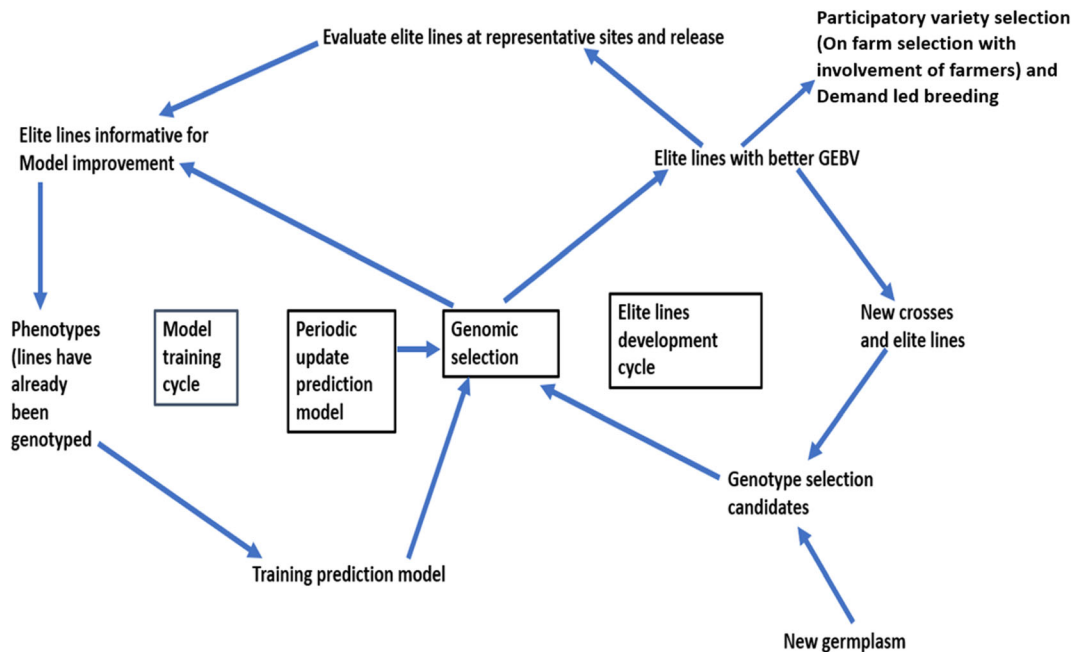 Participatory variety selection
(On farm selection with
involvement of farmers) and
Demand led breeding
Evaluate elite lines at representative sites and release
Elite lines informative for
Model improvement
Elite lines with better GEBV
Phenotypes
(lines have
already
been
genotyped
Model
training
cycle
Periodic
update
prediction
model
Genomic
selection
Elite lines
development
cycle
New crosses
and elite lines
Genotype selection
candidates
Training prediction model
New germplasm